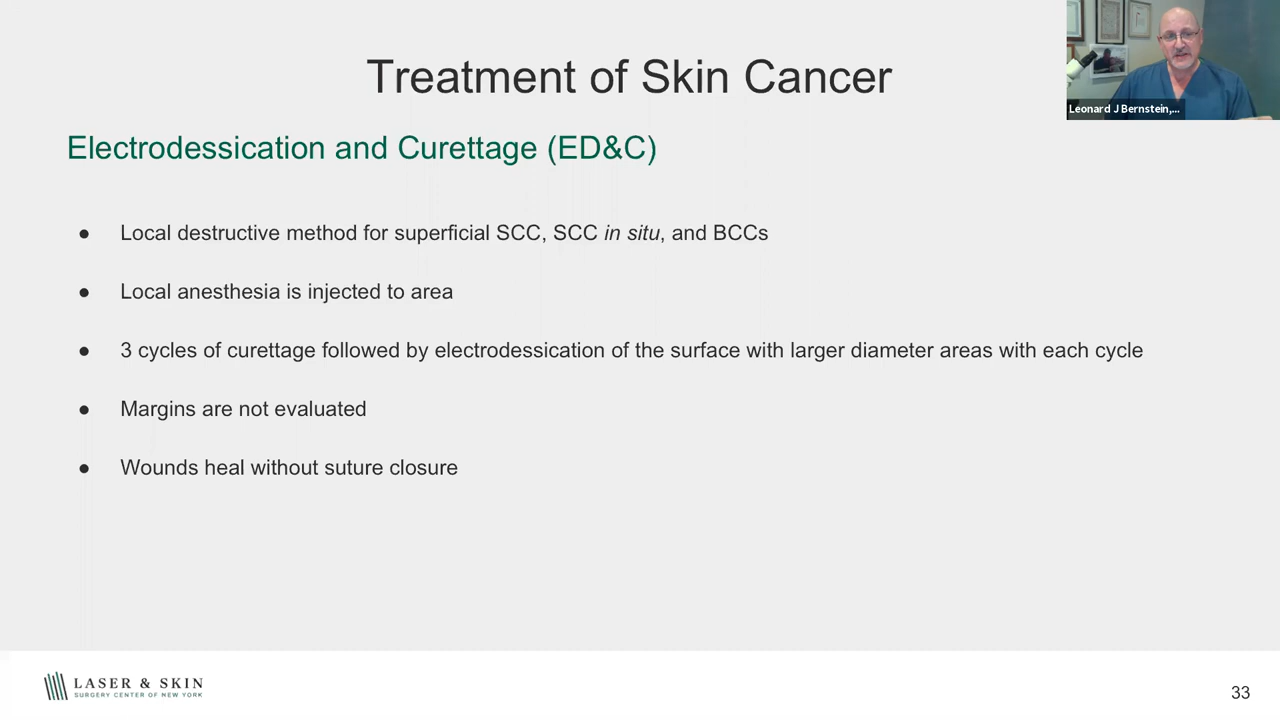 Treatment of Skin Cancer
Leonard J Bernstein,...
Electrodessication and Curettage (ED&C)
● Local destructive method for superficial SCC, SCC in situ, and BCCs
● Local anesthesia is injected to area
● 3 cycles of curettage followed by electrodessication of the surface with larger diameter areas with each cycle
● Margins are not evaluated
● Wounds heal without suture closure
LASER & SKIN
SURGERY CENTER OF NEW YORK
33